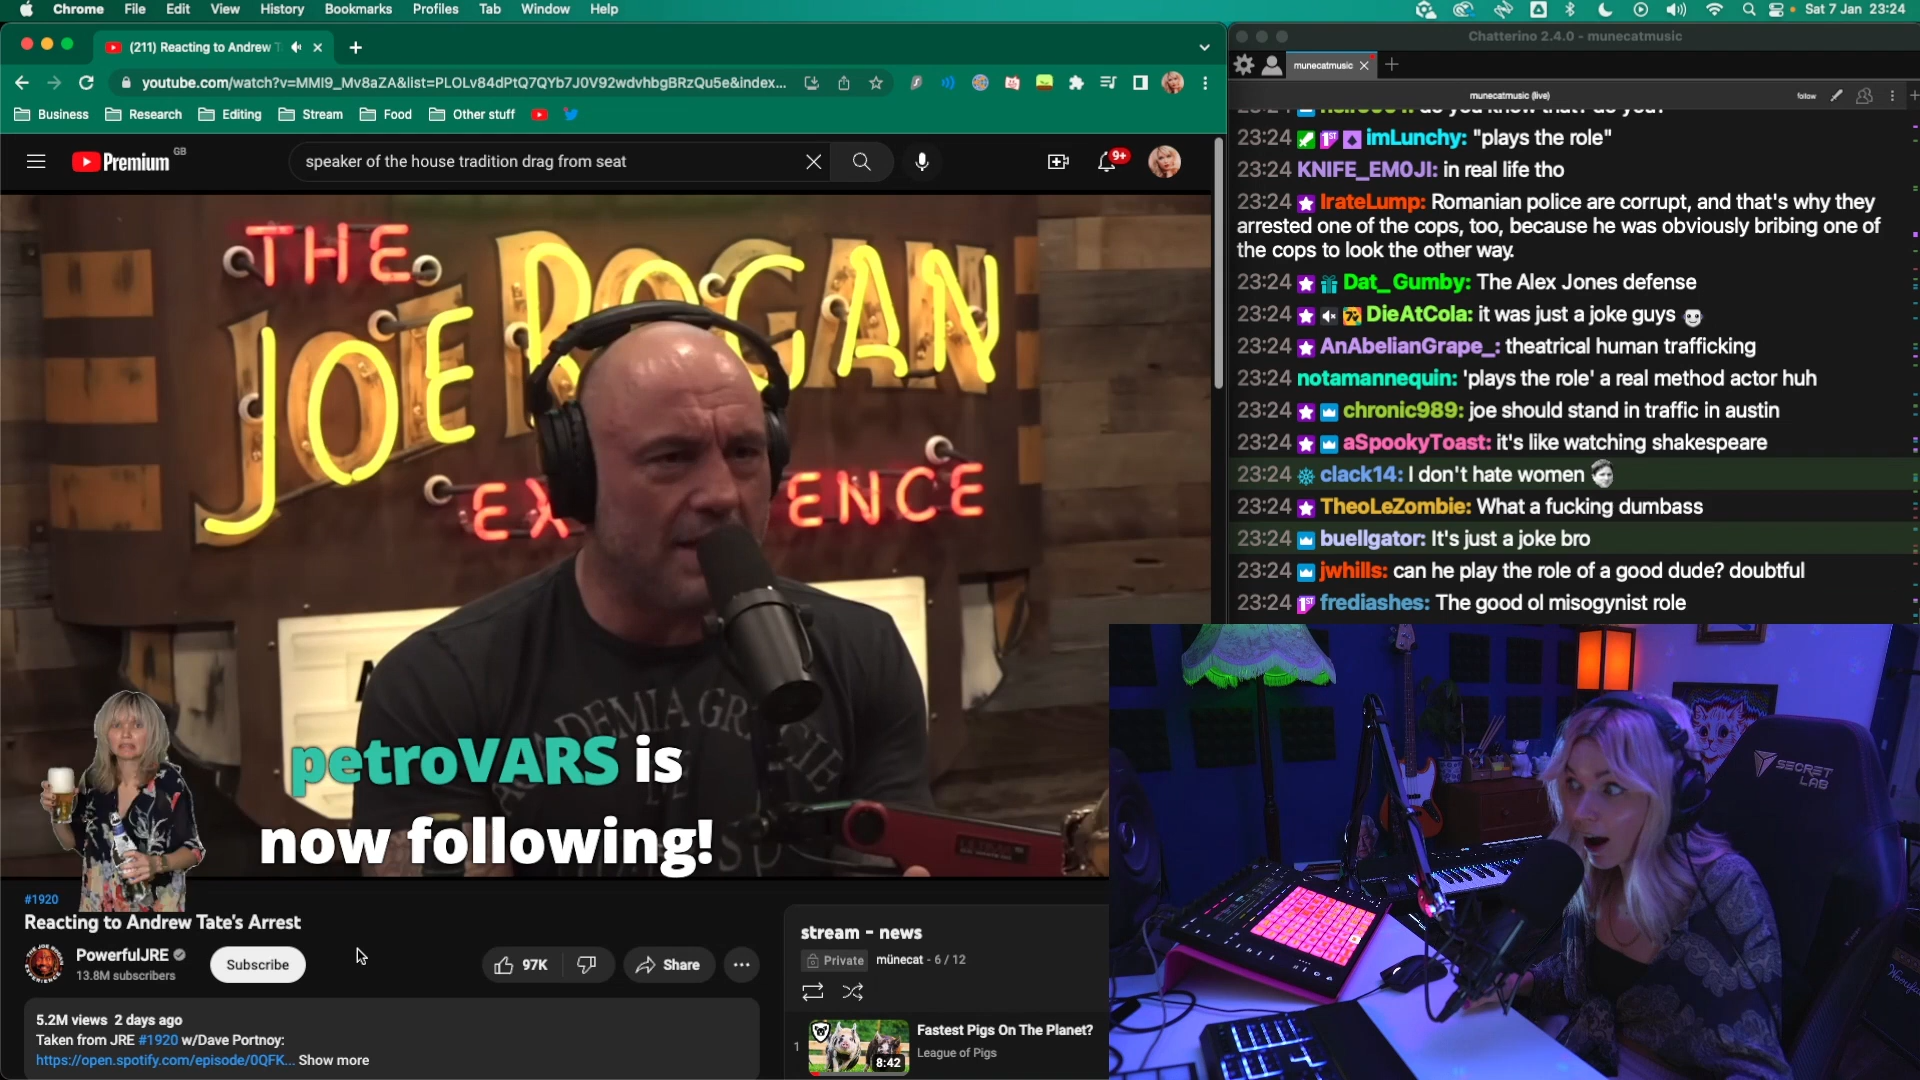 Chrome File Edit View History Bookmarks Profiles Tab Window Help
Sat 7 Jan 23:24
(211) Reacting to Andrew T
youtube.com/watch?v=MMI9_Mv8aZA&list=PLOLv84dPtQ7QYb7J0V92wdvhbgBRzQu5e&index...
Business Research Editing Stream Food Other stuff
Premium GB
speaker of the house tradition drag from seat
9+
THE
JOE ROGAN
EX ENCE
ADEMIA GR
petroVARS is
now following!
#1920
Reacting to Andrew Tate's Arrest
PowerfulJRE
13.8M subscribers
Subscribe
97K
Share
5.2M views 2 days ago
Taken from JRE #1920 w/Dave Portnoy:
https://open.spotify.com/episode/0QFK... Show more
stream - news
Private münecat - 6 / 12
1
8:42
Fastest Pigs On The Planet?
League of Pigs
Chatterino 2.4.0 - munecatmusic
munecatmusic
munecatmusic (live)
follow
do you know that? do you?
23:24 imLunchy: "plays the role"
23:24 KNIFE_EM0JI: in real life tho
23:24 IrateLump: Romanian police are corrupt, and that's why they
arrested one of the cops, too, because he was obviously bribing one of
the cops to look the other way.
23:24 Dat_Gumby: The Alex Jones defense
23:24 DieAtCola: it was just a joke guys
23:24 AnAbelianGrape_: theatrical human trafficking
23:24 notamannequin: 'plays the role' a real method actor huh
23:24 chronic989: joe should stand in traffic in austin
23:24 aSpookyToast: it's like watching shakespeare
23:24 clack14: I don't hate women
23:24 TheoLeZombie: What a fucking dumbass
23:24 buellgator: It's just a joke bro
23:24 jwhills: can he play the role of a good dude? doubtful
23:24 frediashes: The good ol misogynist role
SECRET
LAB